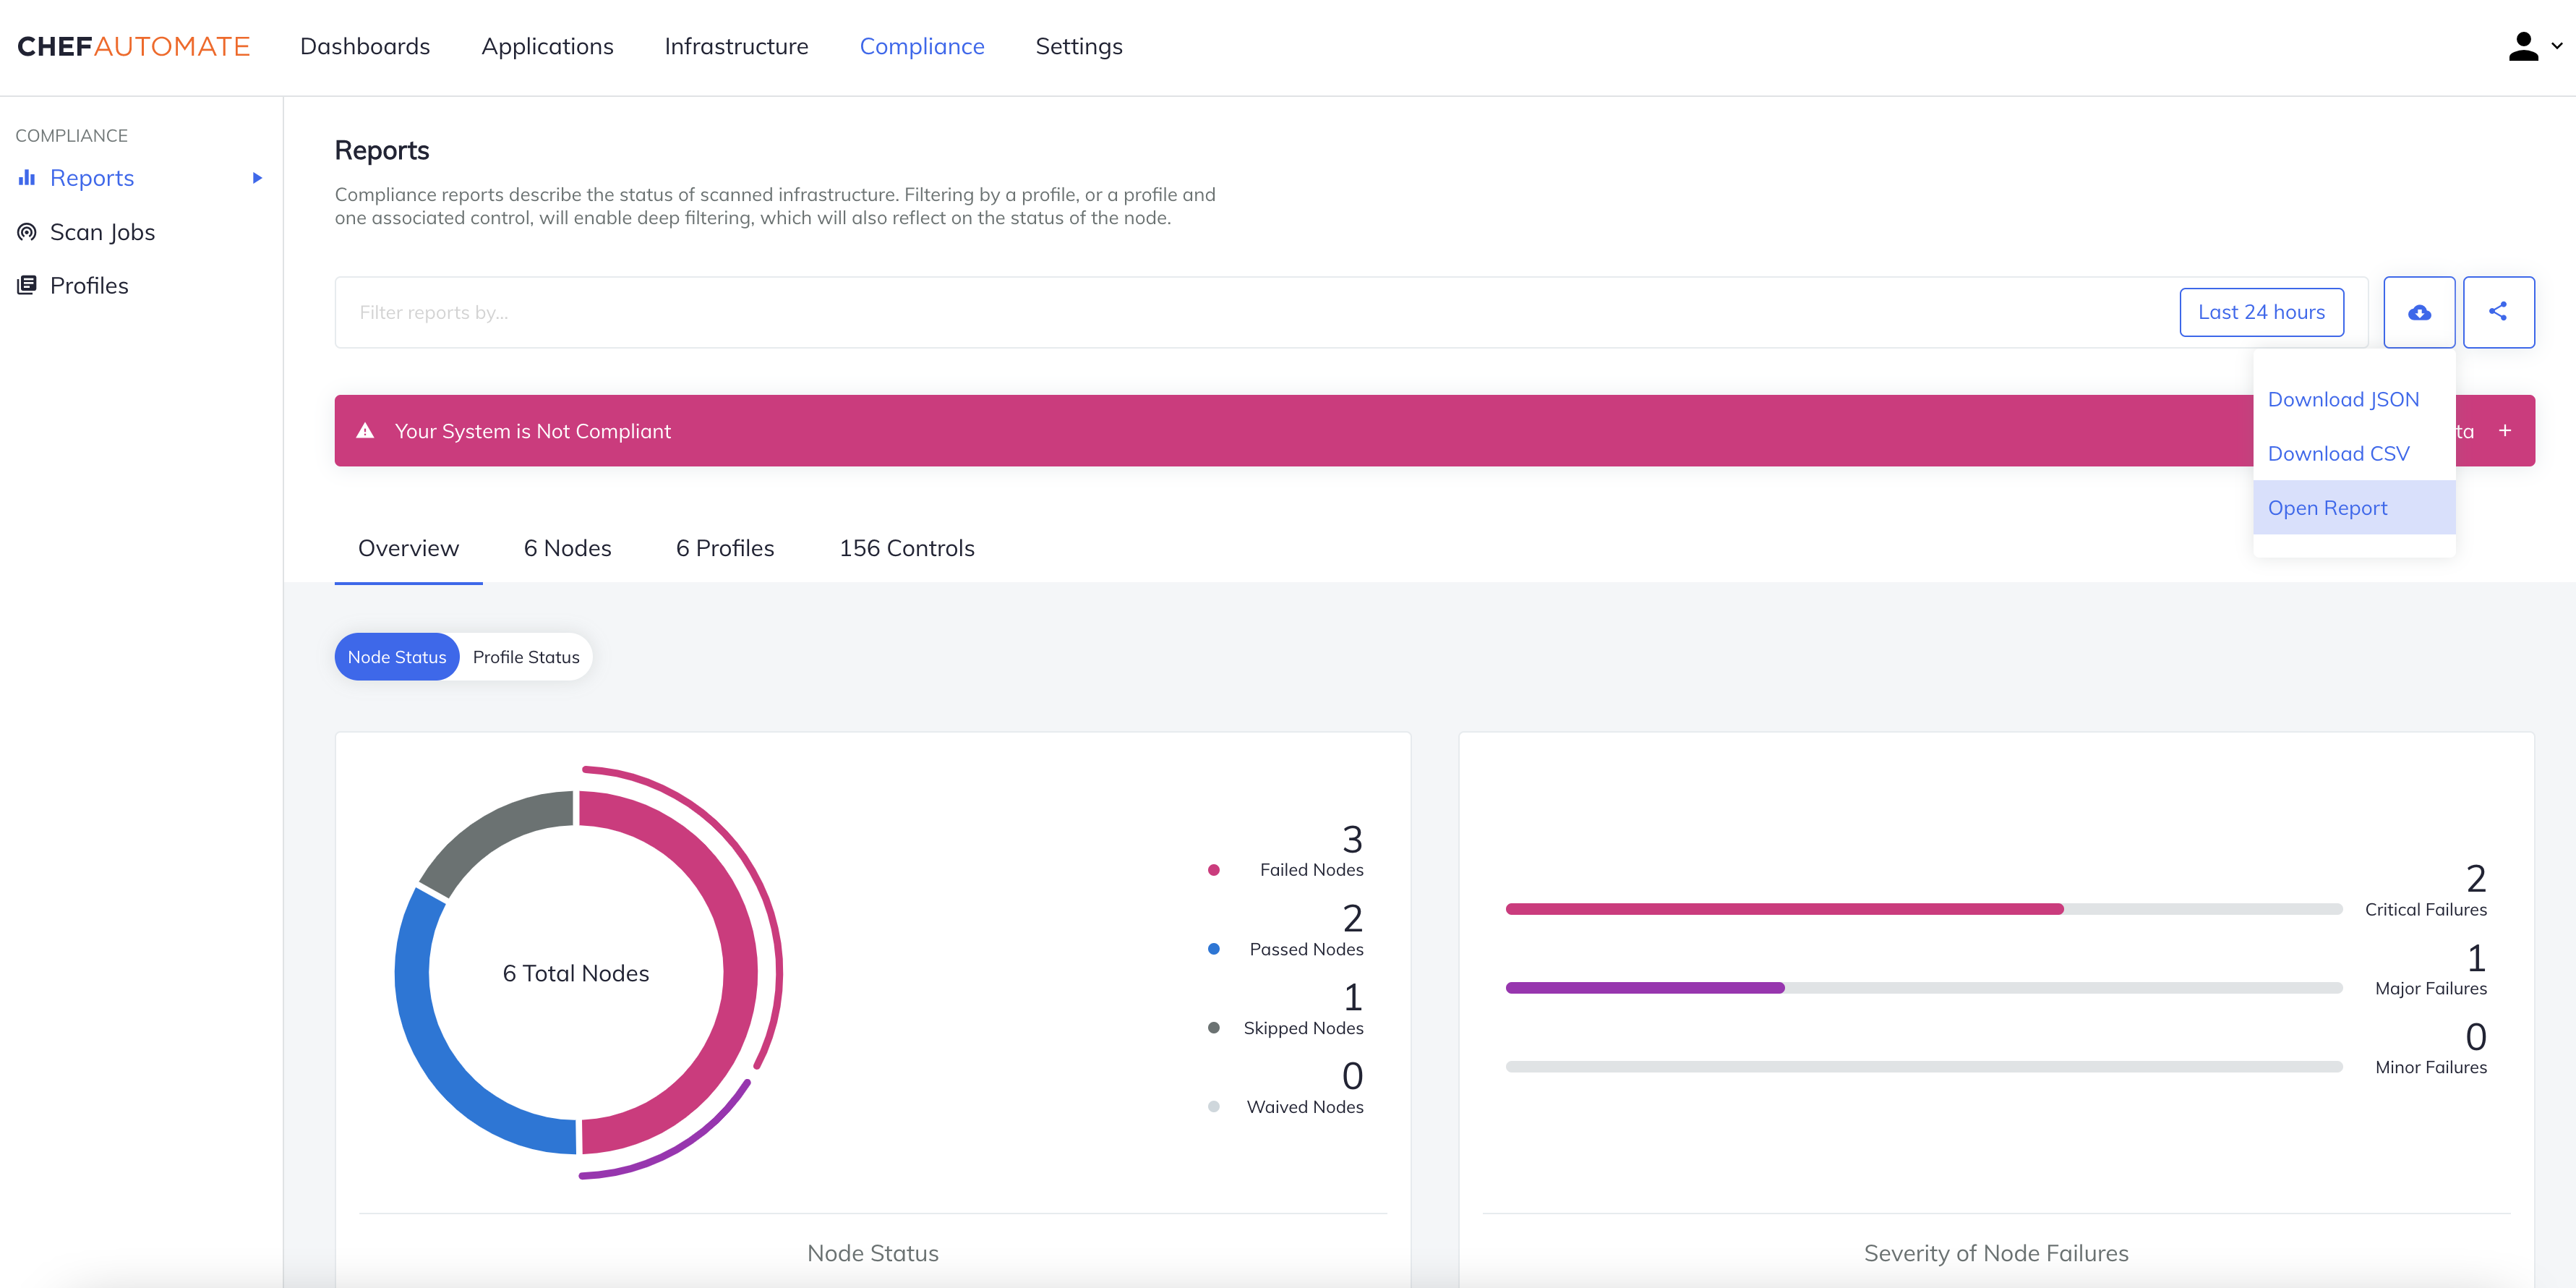 CHEFAUTOMATE
Dashboards
Applications
Infrastructure
Compliance
Settings
COMPLIANCE
Reports
Scan Jobs
Profiles
Reports
Compliance reports describe the status of scanned infrastructure. Filtering by a profile, or a profile and
one associated control, will enable deep filtering, which will also reflect on the status of the node.
Filter reports by...
Last 24 hours
Download JSON
Download CSV
Open Report
Your System is Not Compliant
ta +
Overview
6 Nodes
6 Profiles
156 Controls
Node Status
Profile Status
6 Total Nodes
3
Failed Nodes
2
Passed Nodes
1
Skipped Nodes
0
Waived Nodes
Node Status
2
Critical Failures
1
Major Failures
0
Minor Failures
Severity of Node Failures